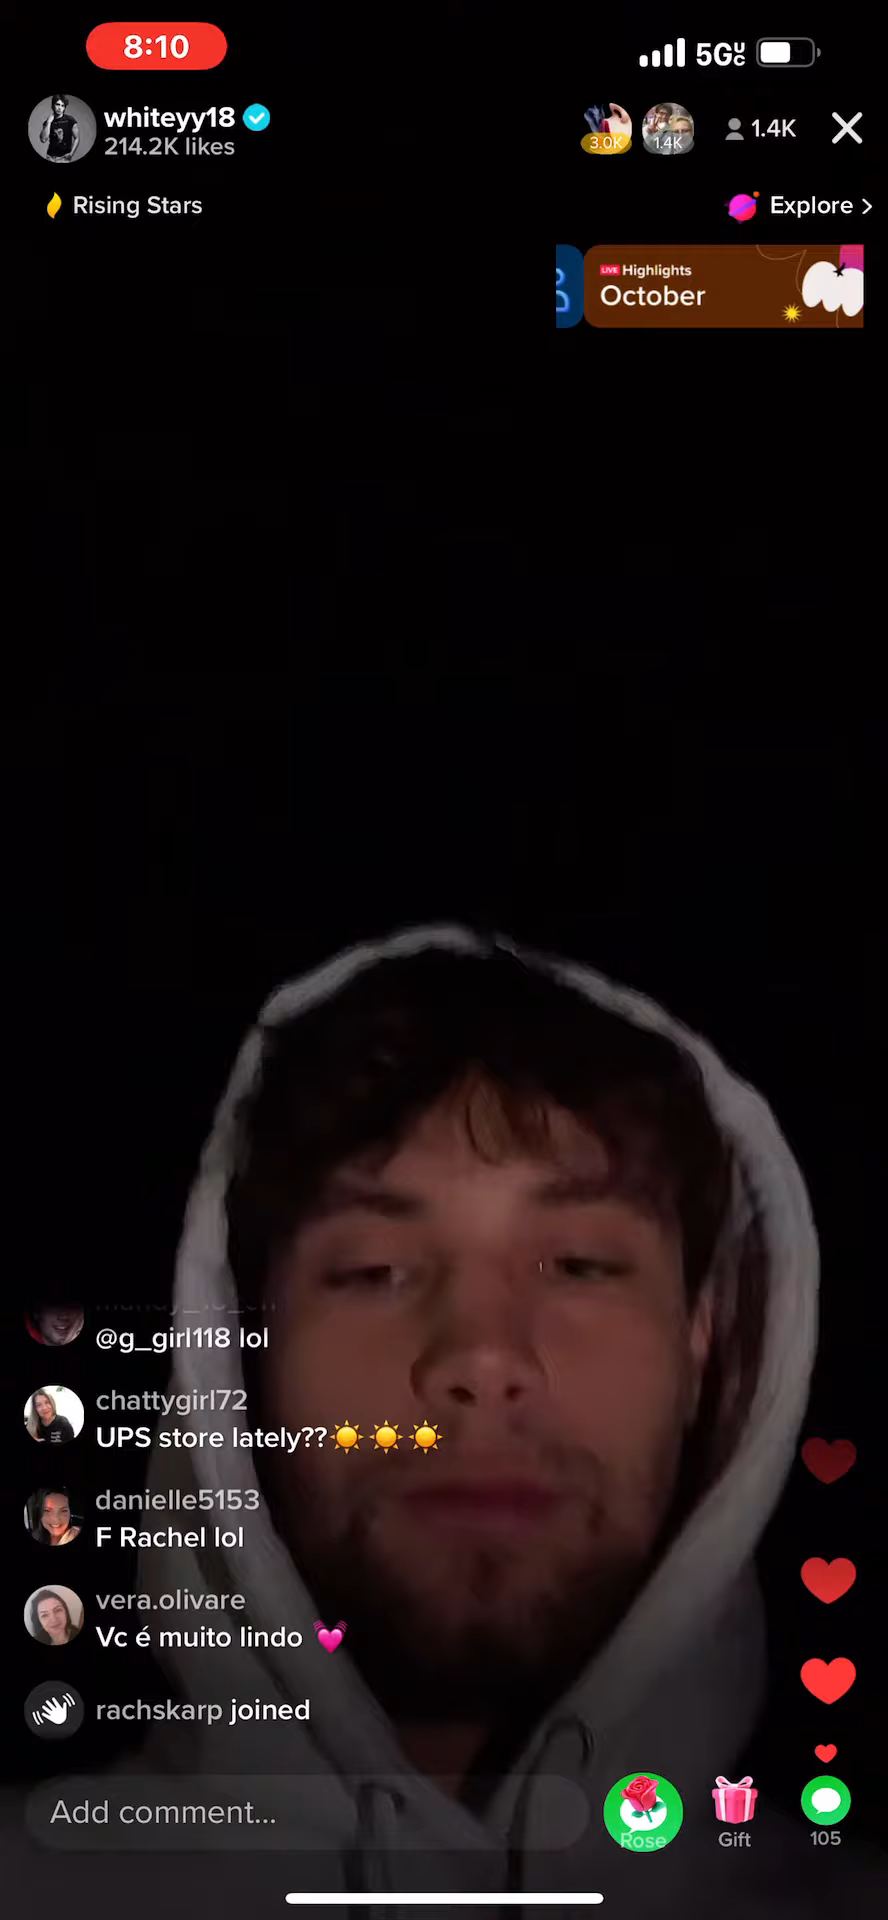 8:10
5G UC
whiteyy18
214.2K likes
3.0K
1.4K
1.4K
Rising Stars
Explore >
LIVE Highlights
October
@g_girl118 lol
chattygirl72
UPS store lately??☀️☀️☀️
danielle5153
F Rachel lol
vera.olivare
Vc é muito lindo 💓
rachskarp joined
Add comment...
Rose
Gift
105